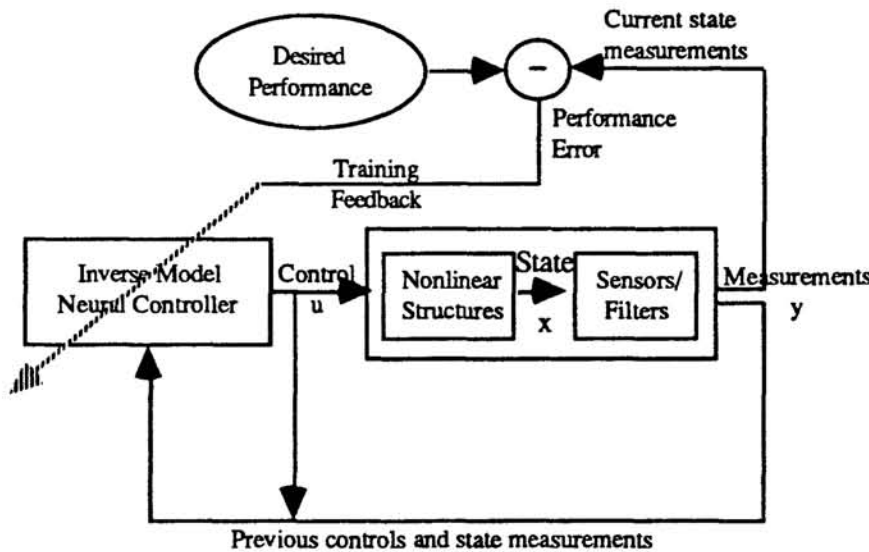 Current state
measurements
Desired
Performance
−
Performance
Error
Training
Feedback
Inverse Model
Neural Controller
Control
u
Nonlinear
Structures
State
x
Sensors/
Filters
Measurements
y
Previous controls and state measurements